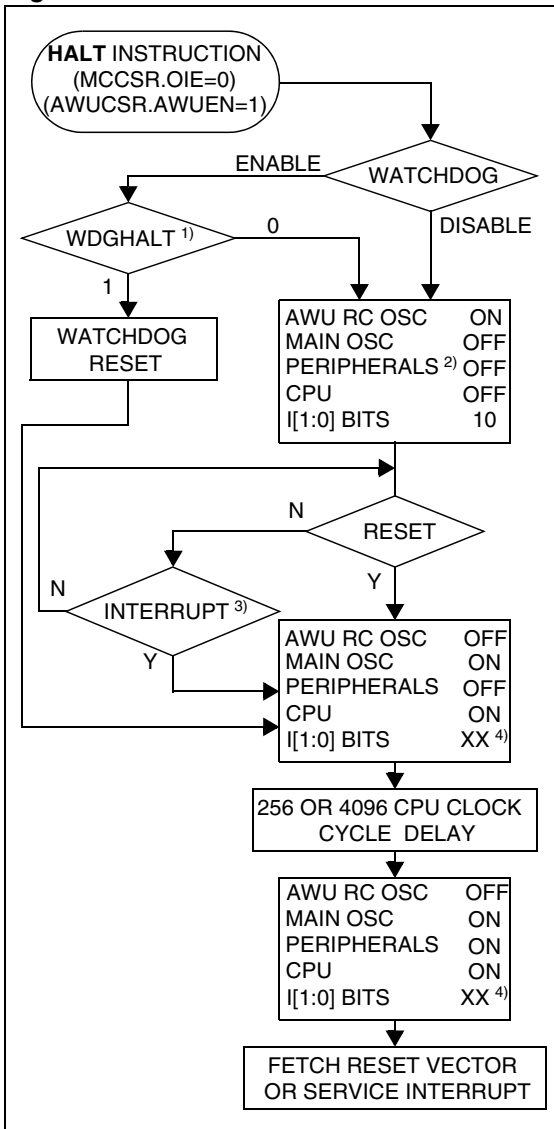 HALT INSTRUCTION
(MCCSR.OIE=0)
(AWUCSR.AWUEN=1)
ENABLE
WATCHDOG
WDGHALT 1)
0
DISABLE
1
WATCHDOG
RESET
AWU RC OSC ON
MAIN OSC OFF
PERIPHERALS 2) OFF
CPU OFF
I[1:0] BITS 10
N
RESET
N
Y
INTERRUPT 3)
Y
AWU RC OSC OFF
MAIN OSC ON
PERIPHERALS OFF
CPU ON
I[1:0] BITS XX 4)
256 OR 4096 CPU CLOCK
CYCLE DELAY
AWU RC OSC OFF
MAIN OSC ON
PERIPHERALS ON
CPU ON
I[1:0] BITS XX 4)
FETCH RESET VECTOR
OR SERVICE INTERRUPT